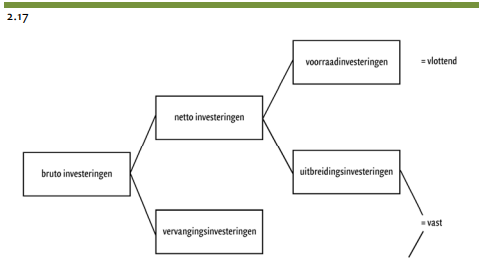 2.17
voorraadinvesteringen
= vlottend
netto investeringen
bruto investeringen
uitbreidingsinvesteringen
vervangingsinvesteringen
= vast